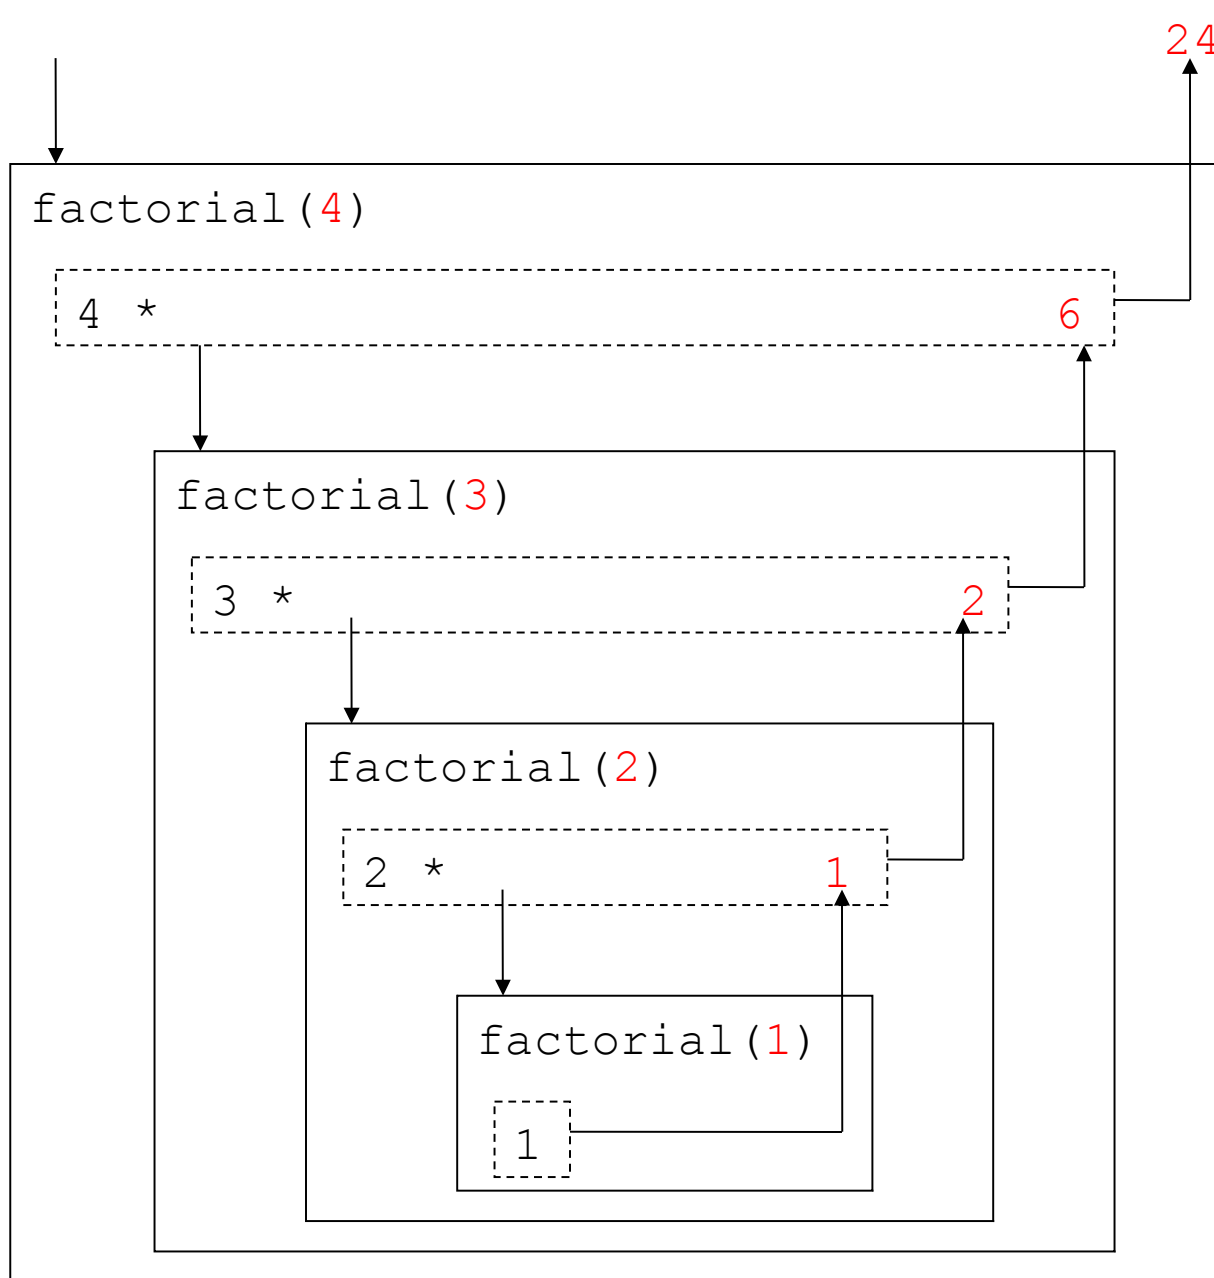 24
factorial(4)
4 * 6
factorial(3)
3 * 2
factorial(2)
2 * 1
factorial(1)
1